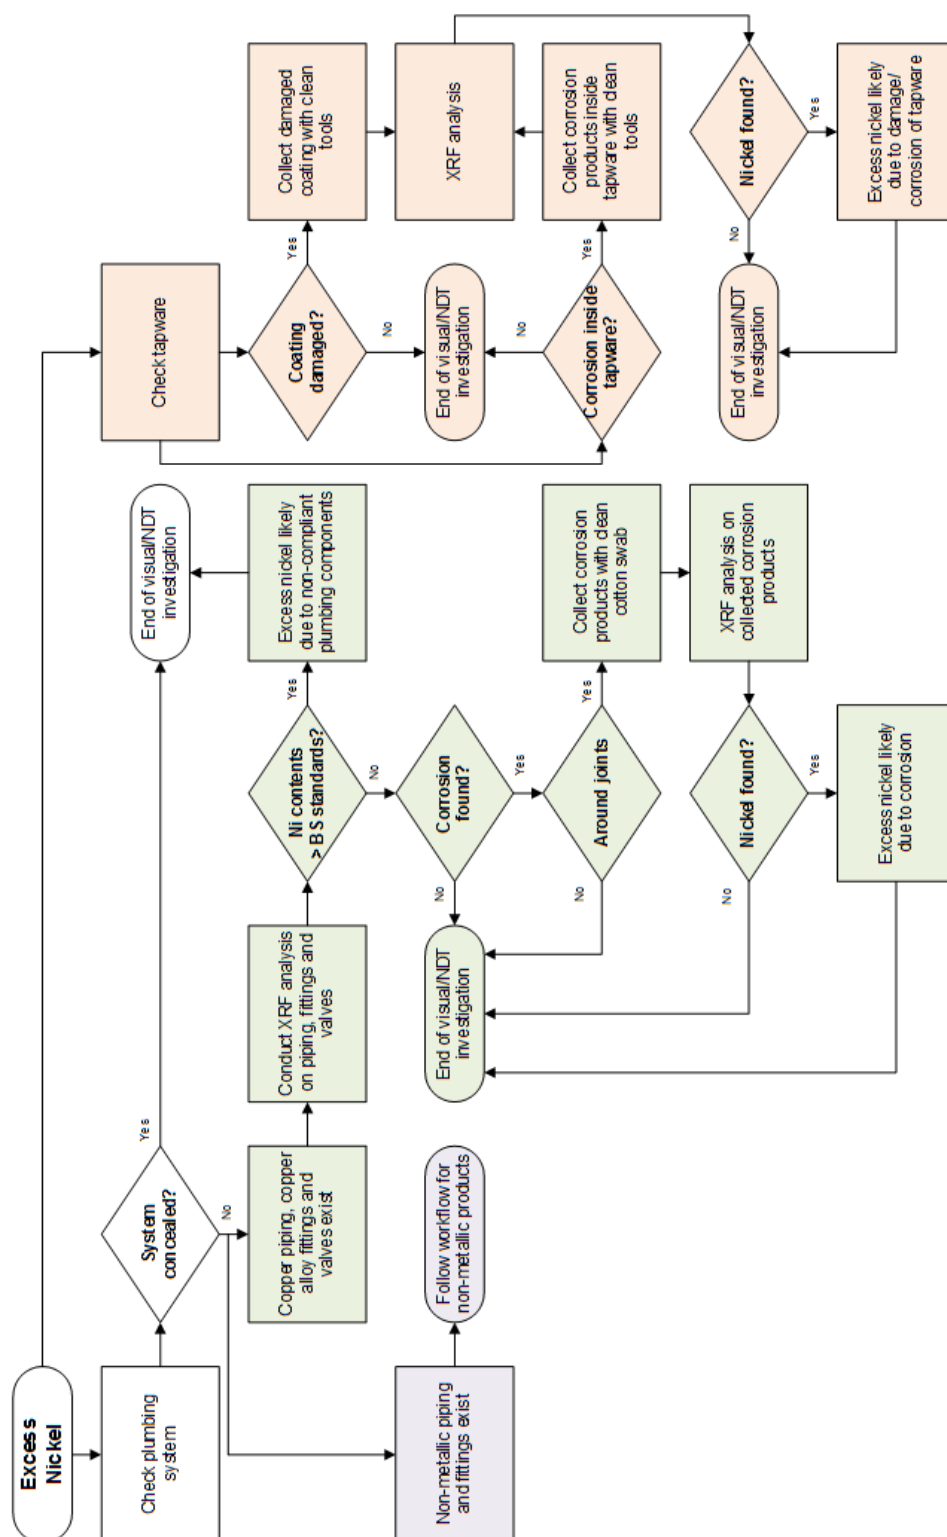 Excess
Nickel
Check plumbing
system
System
concealed?
Yes
No
End of visual/NDT
investigation
Copper piping, copper
alloy fittings and
valves exist
Conduct XRF analysis
on piping, fittings and
valves
Ni contents
> BS standards?
Yes
No
Excess nickel likely
due to non-compliant
plumbing components
Corrosion
found?
No
Yes
Around joints
No
Yes
End of visual/NDT
investigation
Collect corrosion
products with clean
cotton swab
XRF analysis on
collected corrosion
products
Nickel found?
No
Yes
Excess nickel likely
due to corrosion
Non-metallic piping
and fittings exist
Follow workflow for
non-metallic products
Check tapware
Coating
damaged?
Yes
No
Collect damaged
coating with clean
tools
End of visual/NDT
investigation
XRF analysis
Corrosion inside
tapware?
No
Yes
Collect corrosion
products inside
tapware with clean
tools
Nickel found?
No
Yes
End of visual/NDT
investigation
Excess nickel likely
due to damage/
corrosion of tapware